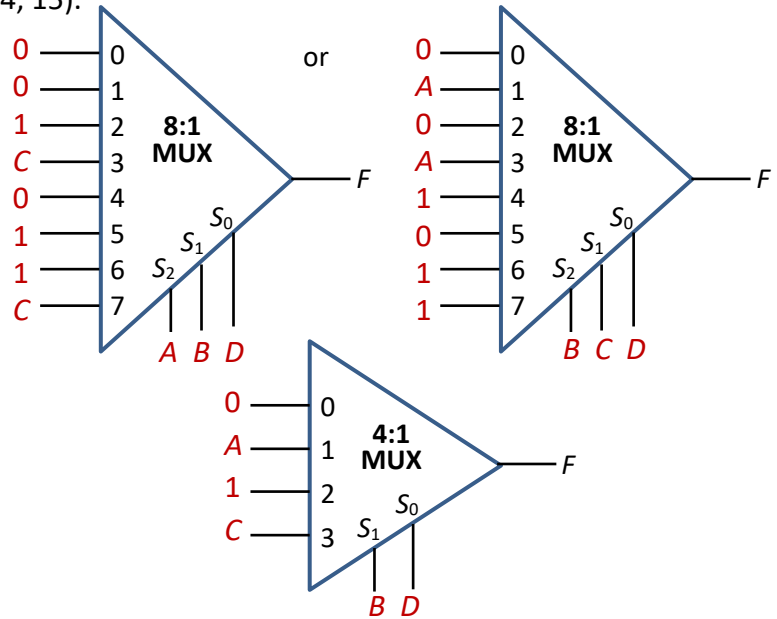 4, 15).
0 0
0 1
1 2
C 3
0 4
1 5
1 6
C 7
8:1
MUX
S2 S1 S0
A B D
F
or
0 0
A 1
0 2
A 3
1 4
0 5
1 6
1 7
8:1
MUX
S2 S1 S0
B C D
F
0 0
A 1
1 2
C 3
4:1
MUX
S1 S0
B D
F